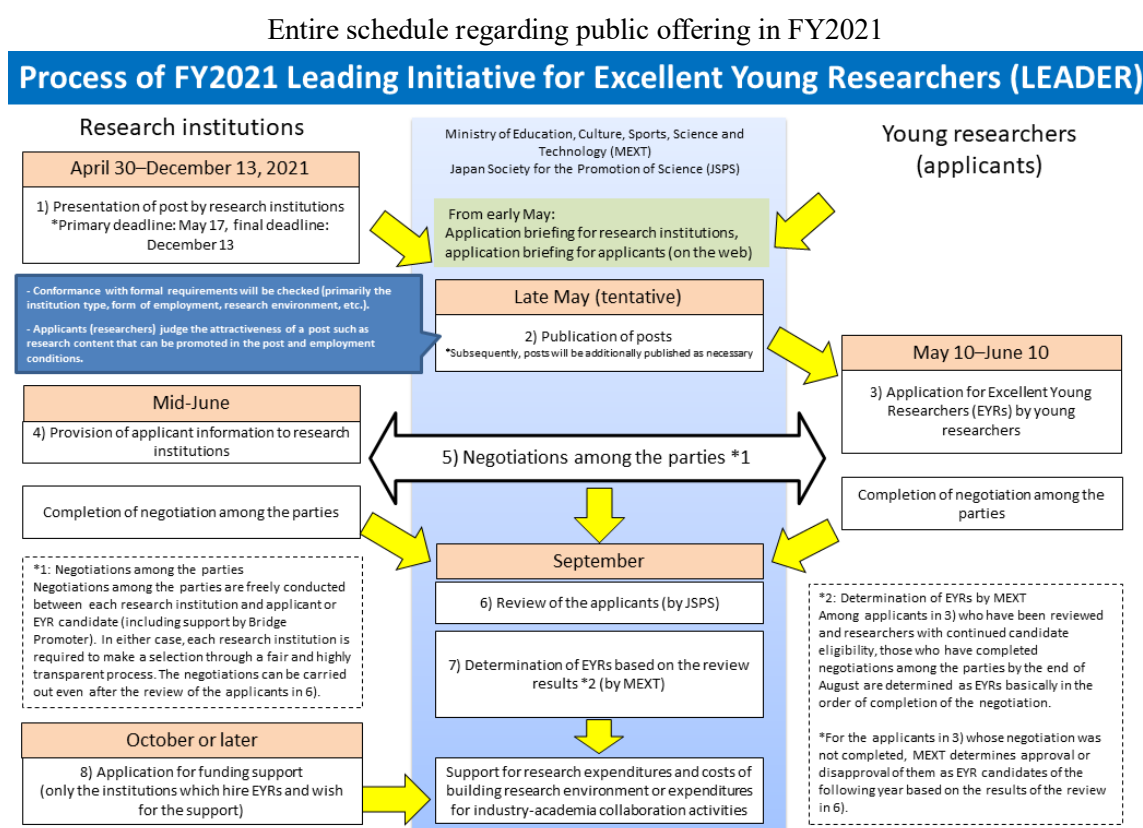 Entire schedule regarding public offering in FY2021
Process of FY2021 Leading Initiative for Excellent Young Researchers (LEADER)
Research institutions
April 30–December 13, 2021
1) Presentation of post by research institutions
*Primary deadline: May 17, final deadline:
December 13
Ministry of Education, Culture, Sports, Science and
Technology (MEXT)
Japan Society for the Promotion of Science (JSPS)
From early May:
Application briefing for research institutions,
application briefing for applicants (on the web)
Young researchers
(applicants)
- Conformance with formal requirements will be checked (primarily the
institution type, form of employment, research environment, etc.).
- Applicants (researchers) judge the attractiveness of a post such as
research content that can be promoted in the post and employment
conditions.
Late May (tentative)
2) Publication of posts
*Subsequently, posts will be additionally published as necessary
May 10–June 10
3) Application for Excellent Young
Researchers (EYRs) by young
researchers
Mid-June
4) Provision of applicant information to research
institutions
5) Negotiations among the parties *1
Completion of negotiation among the parties
Completion of negotiation among the
parties
*1: Negotiations among the parties
Negotiations among the parties are freely conducted
between each research institution and applicant or
EYR candidate (including support by Bridge
Promoter). In either case, each research institution is
required to make a selection through a fair and highly
transparent process. The negotiations can be carried
out even after the review of the applicants in 6).
September
6) Review of the applicants (by JSPS)
7) Determination of EYRs based on the review
results *2 (by MEXT)
*2: Determination of EYRs by MEXT
Among applicants in 3) who have been reviewed
and researchers with continued candidate
eligibility, those who have completed
negotiations among the parties by the end of
August are determined as EYRs basically in the
order of completion of the negotiation.
*For the applicants in 3) whose negotiation was
not completed, MEXT determines approval or
disapproval of them as EYR candidates of the
following year based on the results of the review
in 6).
October or later
8) Application for funding support
(only the institutions which hire EYRs and wish
for the support)
Support for research expenditures and costs of
building research environment or expenditures
for industry-academia collaboration activities